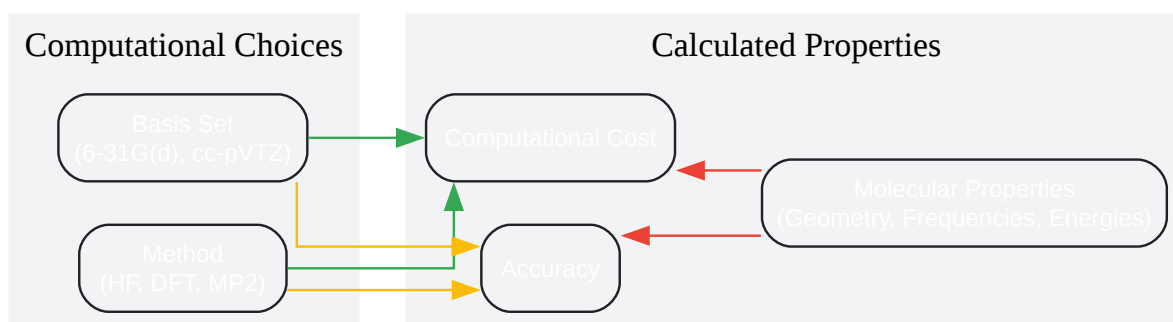 Computational Choices
Calculated Properties
Basis Set
(6-31G(d), cc-pVTZ)
Computational Cost
Molecular Properties
(Geometry, Frequencies, Energies)
Method
(HF, DFT, MP2)
Accuracy